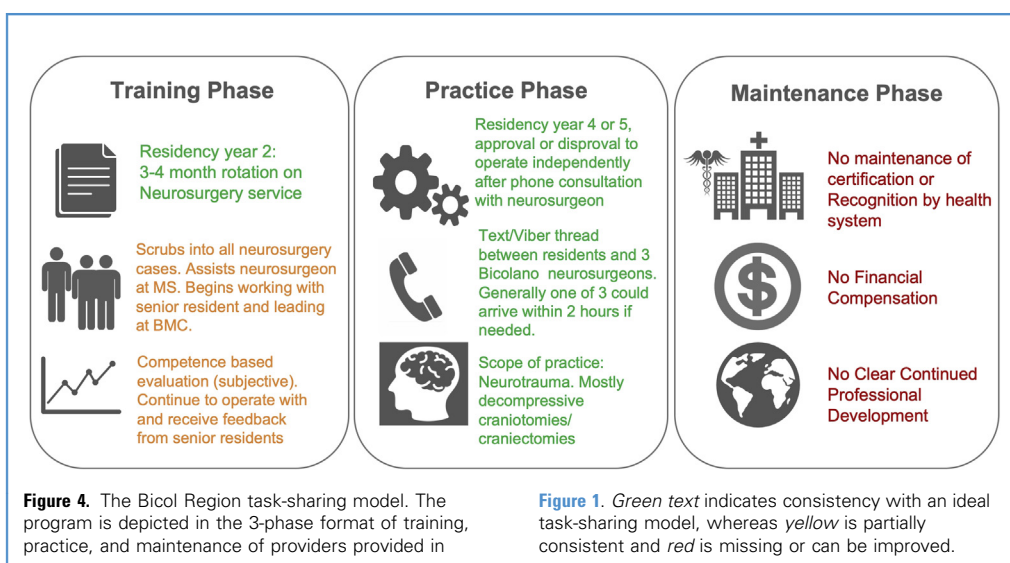 Training Phase
Residency year 2:
3-4 month rotation on
Neurosurgery service
Scrubs into all neurosurgery
cases. Assists neurosurgeon
at MS. Begins working with
senior resident and leading
at BMC.
Competence based
evaluation (subjective).
Continue to operate with
and receive feedback
from senior residents
Practice Phase
Residency year 4 or 5,
approval or disproval to
operate independently
after phone consultation
with neurosurgeon
Text/Viber thread
between residents and 3
Bicolano neurosurgeons.
Generally one of 3 could
arrive within 2 hours if
needed.
Scope of practice:
Neurotrauma. Mostly
decompressive
craniotomies/
craniectomies
Maintenance Phase
No maintenance of
certification or
Recognition by health
system
$
No Financial
Compensation
No Clear Continued
Professional
Development
Figure 4. The Bicol Region task-sharing model. The
program is depicted in the 3-phase format of training,
practice, and maintenance of providers provided in
Figure 1. Green text indicates consistency with an ideal
task-sharing model, whereas yellow is partially
consistent and red is missing or can be improved.